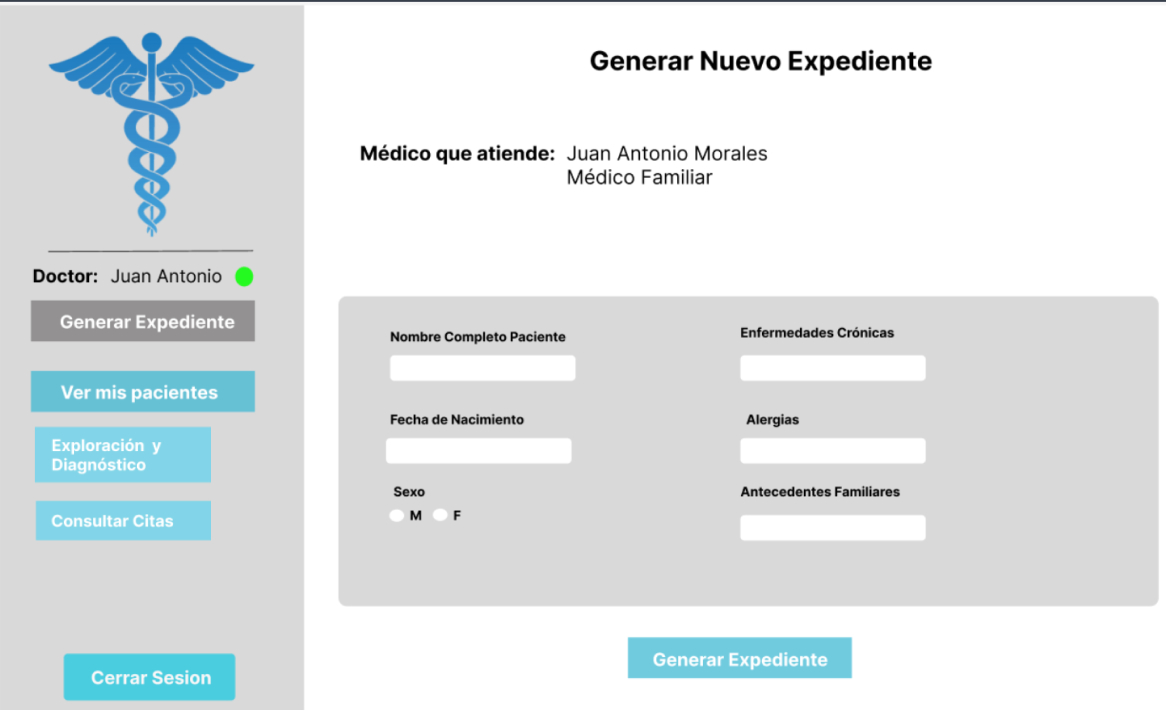 Generar Nuevo Expediente
Médico que atiende: Juan Antonio Morales
Médico Familiar
Doctor: Juan Antonio
Generar Expediente
Ver mis pacientes
Exploración y
Diagnóstico
Consultar Citas
Cerrar Sesion
Nombre Completo Paciente
Enfermedades Crónicas
Fecha de Nacimiento
Alergias
Sexo
M F
Antecedentes Familiares
Generar Expediente